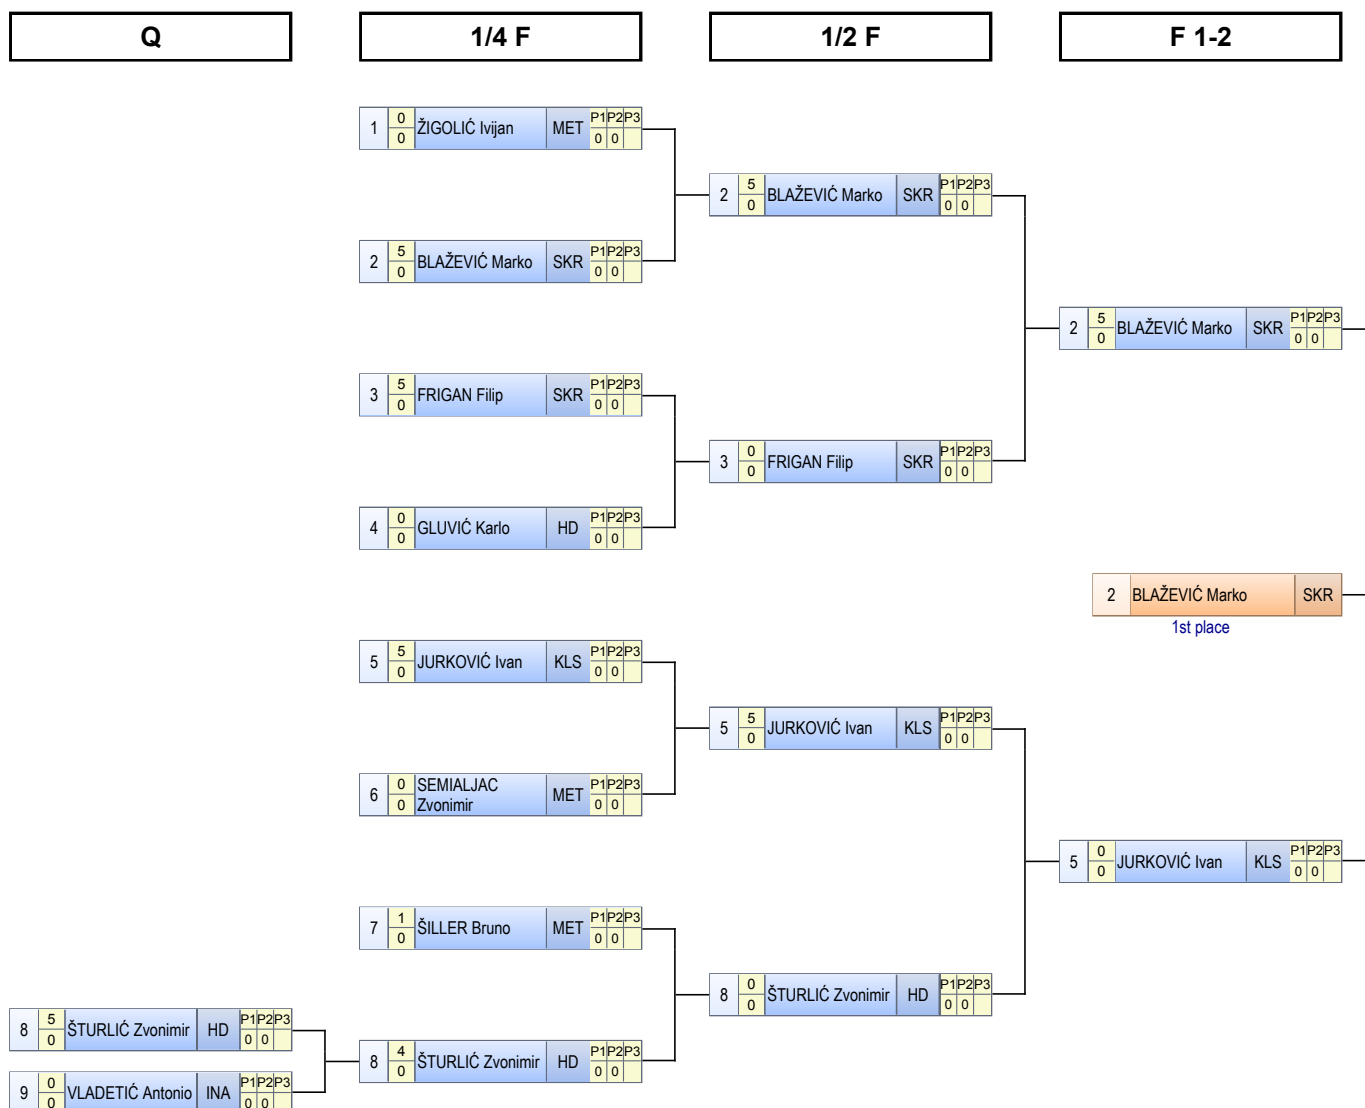 Q
1/4 F
1/2 F
F 1-2
1 0 ŽIGOLIĆ Ivijan MET P1 P2 P3
0 0 0
2 5 BLAŽEVIĆ Marko SKR P1 P2 P3
0 0 0
2 5 BLAŽEVIĆ Marko SKR P1 P2 P3
0 0 0
2 5 BLAŽEVIĆ Marko SKR P1 P2 P3
0 0 0
3 5 FRIGAN Filip SKR P1 P2 P3
0 0 0
3 0 FRIGAN Filip SKR P1 P2 P3
0 0 0
4 0 GLUVIĆ Karlo HD P1 P2 P3
0 0 0
2 BLAŽEVIĆ Marko SKR
1st place
5 5 JURKOVIĆ Ivan KLS P1 P2 P3
0 0 0
5 5 JURKOVIĆ Ivan KLS P1 P2 P3
0 0 0
6 0 SEMIALJAC MET P1 P2 P3
0 Zvonimir 0 0
5 0 JURKOVIĆ Ivan KLS P1 P2 P3
0 0 0
7 1 ŠILLER Bruno MET P1 P2 P3
0 0 0
8 0 ŠTURLIĆ Zvonimir HD P1 P2 P3
0 0 0
8 5 ŠTURLIĆ Zvonimir HD P1 P2 P3
0 0 0
8 4 ŠTURLIĆ Zvonimir HD P1 P2 P3
0 0 0
9 0 VLADETIĆ Antonio INA P1 P2 P3
0 0 0